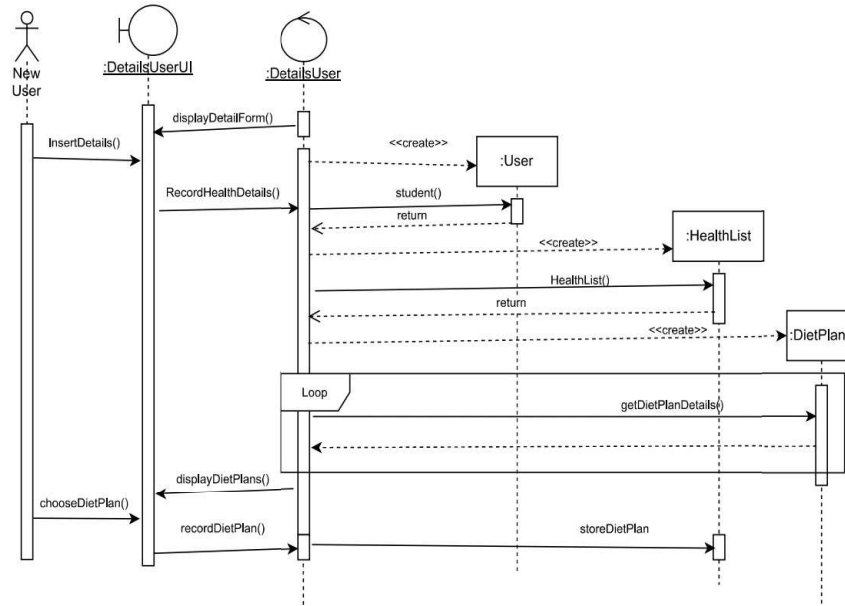 New
User
:DetailsUserUI
:DetailsUser
displayDetailForm()
InsertDetails()
<<create>>
:User
RecordHealthDetails()
student()
return
<<create>>
:HealthList
HealthList()
return
<<create>>
:DietPlan
Loop
getDietPlanDetails()
displayDietPlans()
chooseDietPlan()
recordDietPlan()
storeDietPlan